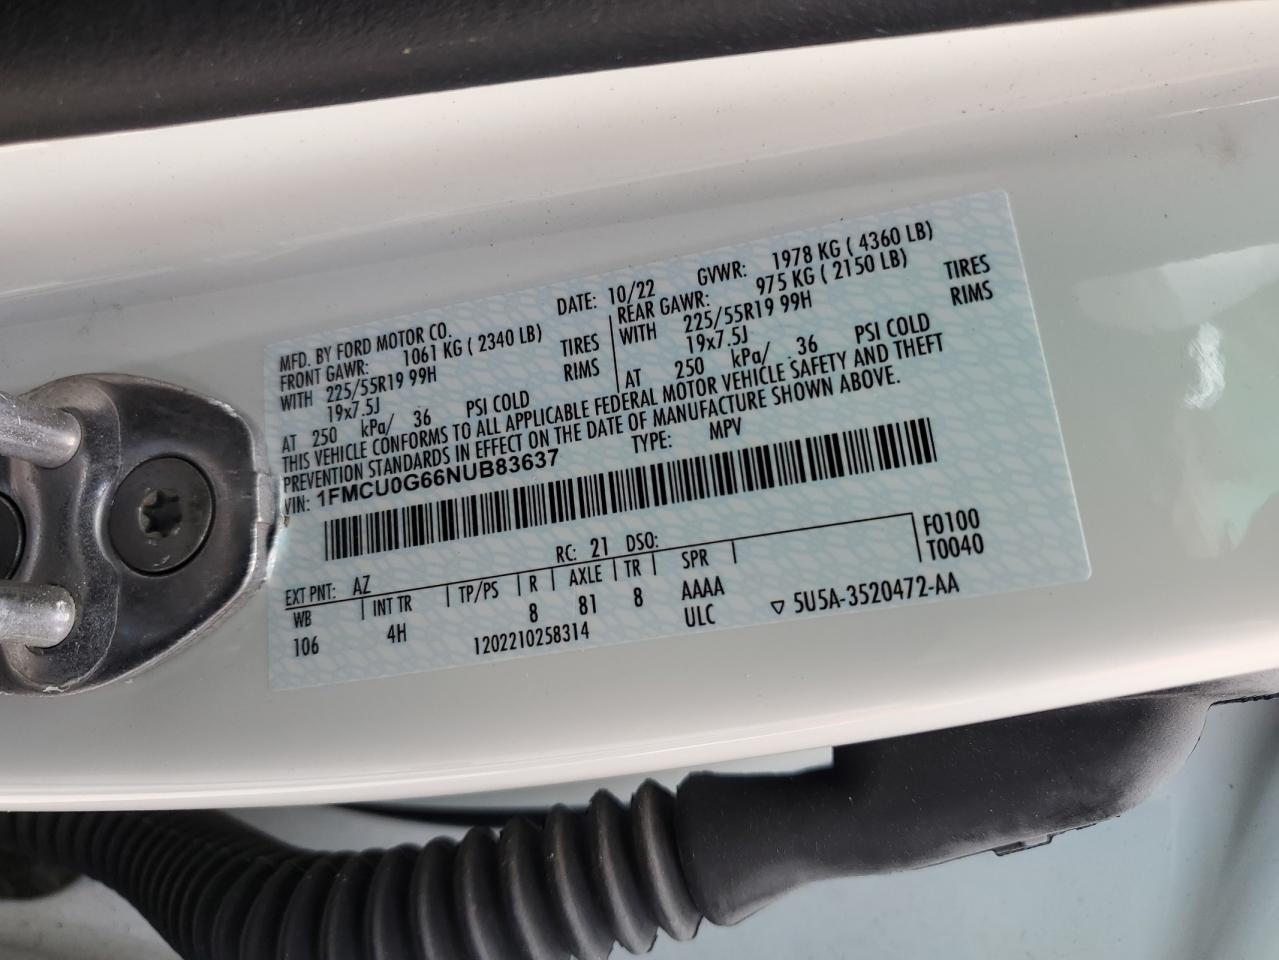 MFD. BY FORD MOTOR CO. DATE: 10/22 GVWR: 1978 KG ( 4360 LB)
FRONT GAWR: 1061 KG ( 2340 LB) REAR GAWR: 975 KG ( 2150 LB)
WITH 225/55R19 99H TIRES WITH 225/55R19 99H TIRES
19x7.5J RIMS 19x7.5J RIMS
AT 250 kPa/ 36 PSI COLD AT 250 kPa/ 36 PSI COLD
THIS VEHICLE CONFORMS TO ALL APPLICABLE FEDERAL MOTOR VEHICLE SAFETY AND THEFT
PREVENTION STANDARDS IN EFFECT ON THE DATE OF MANUFACTURE SHOWN ABOVE.
VIN: 1FMCU0G66NUB83637 TYPE: MPV
EXT PNT: AZ RC: 21 DSO: F0100
WB INT TR TP/PS R AXLE TR SPR T0040
106 4H 8 81 8 AAAA
1202210258314 ULC ▽ 5U5A-3520472-AA